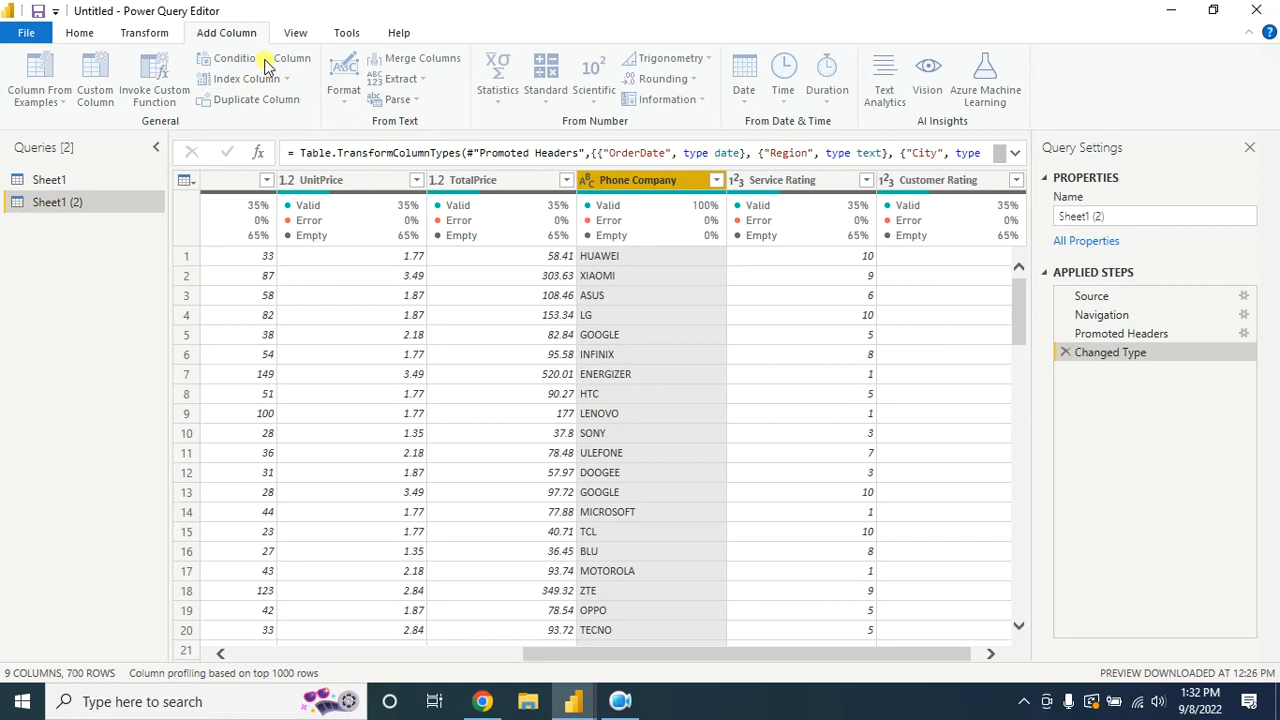 Untitled - Power Query Editor
File Home Transform Add Column View Tools Help
Column From Examples
Custom Column
Invoke Custom Function
Column
Index Column
Duplicate Column
General
Format
Merge Columns
Extract
Parse
From Text
Statistics
Standard
Scientific
10²
Trigonometry
Rounding
Information
From Number
Date
Time
Duration
From Date & Time
Text Analytics
Vision
Azure Machine Learning
AI Insights
Queries [2]
Sheet1
Sheet1 (2)
= Table.TransformColumnTypes(#"Promoted Headers",{{"OrderDate", type date}, {"Region", type text}, {"City", type
1.2 UnitPrice 1.2 TotalPrice ABC Phone Company 1²3 Service Rating 1²3 Customer Rating
35% Valid 35% Valid 35% Valid 100% Valid 35% Valid 35%
0% Error 0% Error 0% Error 0% Error 0% Error 0%
65% Empty 65% Empty 65% Empty 0% Empty 65% Empty 65%
1 33 1.77 58.41 HUAWEI 10
2 87 3.49 303.63 XIAOMI 9
3 58 1.87 108.46 ASUS 6
4 82 1.87 153.34 LG 10
5 38 2.18 82.84 GOOGLE 5
6 54 1.77 95.58 INFINIX 8
7 149 3.49 520.01 ENERGIZER 1
8 51 1.77 90.27 HTC 5
9 100 1.77 177 LENOVO 1
10 28 1.35 37.8 SONY 3
11 36 2.18 78.48 ULEFONE 7
12 31 1.87 57.97 DOOGEE 3
13 28 3.49 97.72 GOOGLE 10
14 44 1.77 77.88 MICROSOFT 1
15 23 1.77 40.71 TCL 10
16 27 1.35 36.45 BLU 8
17 43 2.18 93.74 MOTOROLA 1
18 123 2.84 349.32 ZTE 9
19 42 1.87 78.54 OPPO 5
20 33 2.84 93.72 TECNO 5
21
Query Settings
PROPERTIES
Name
Sheet1 (2)
All Properties
APPLIED STEPS
Source
Navigation
Promoted Headers
Changed Type
9 COLUMNS, 700 ROWS Column profiling based on top 1000 rows
PREVIEW DOWNLOADED AT 12:26 PM
Type here to search
1:32 PM
9/8/2022